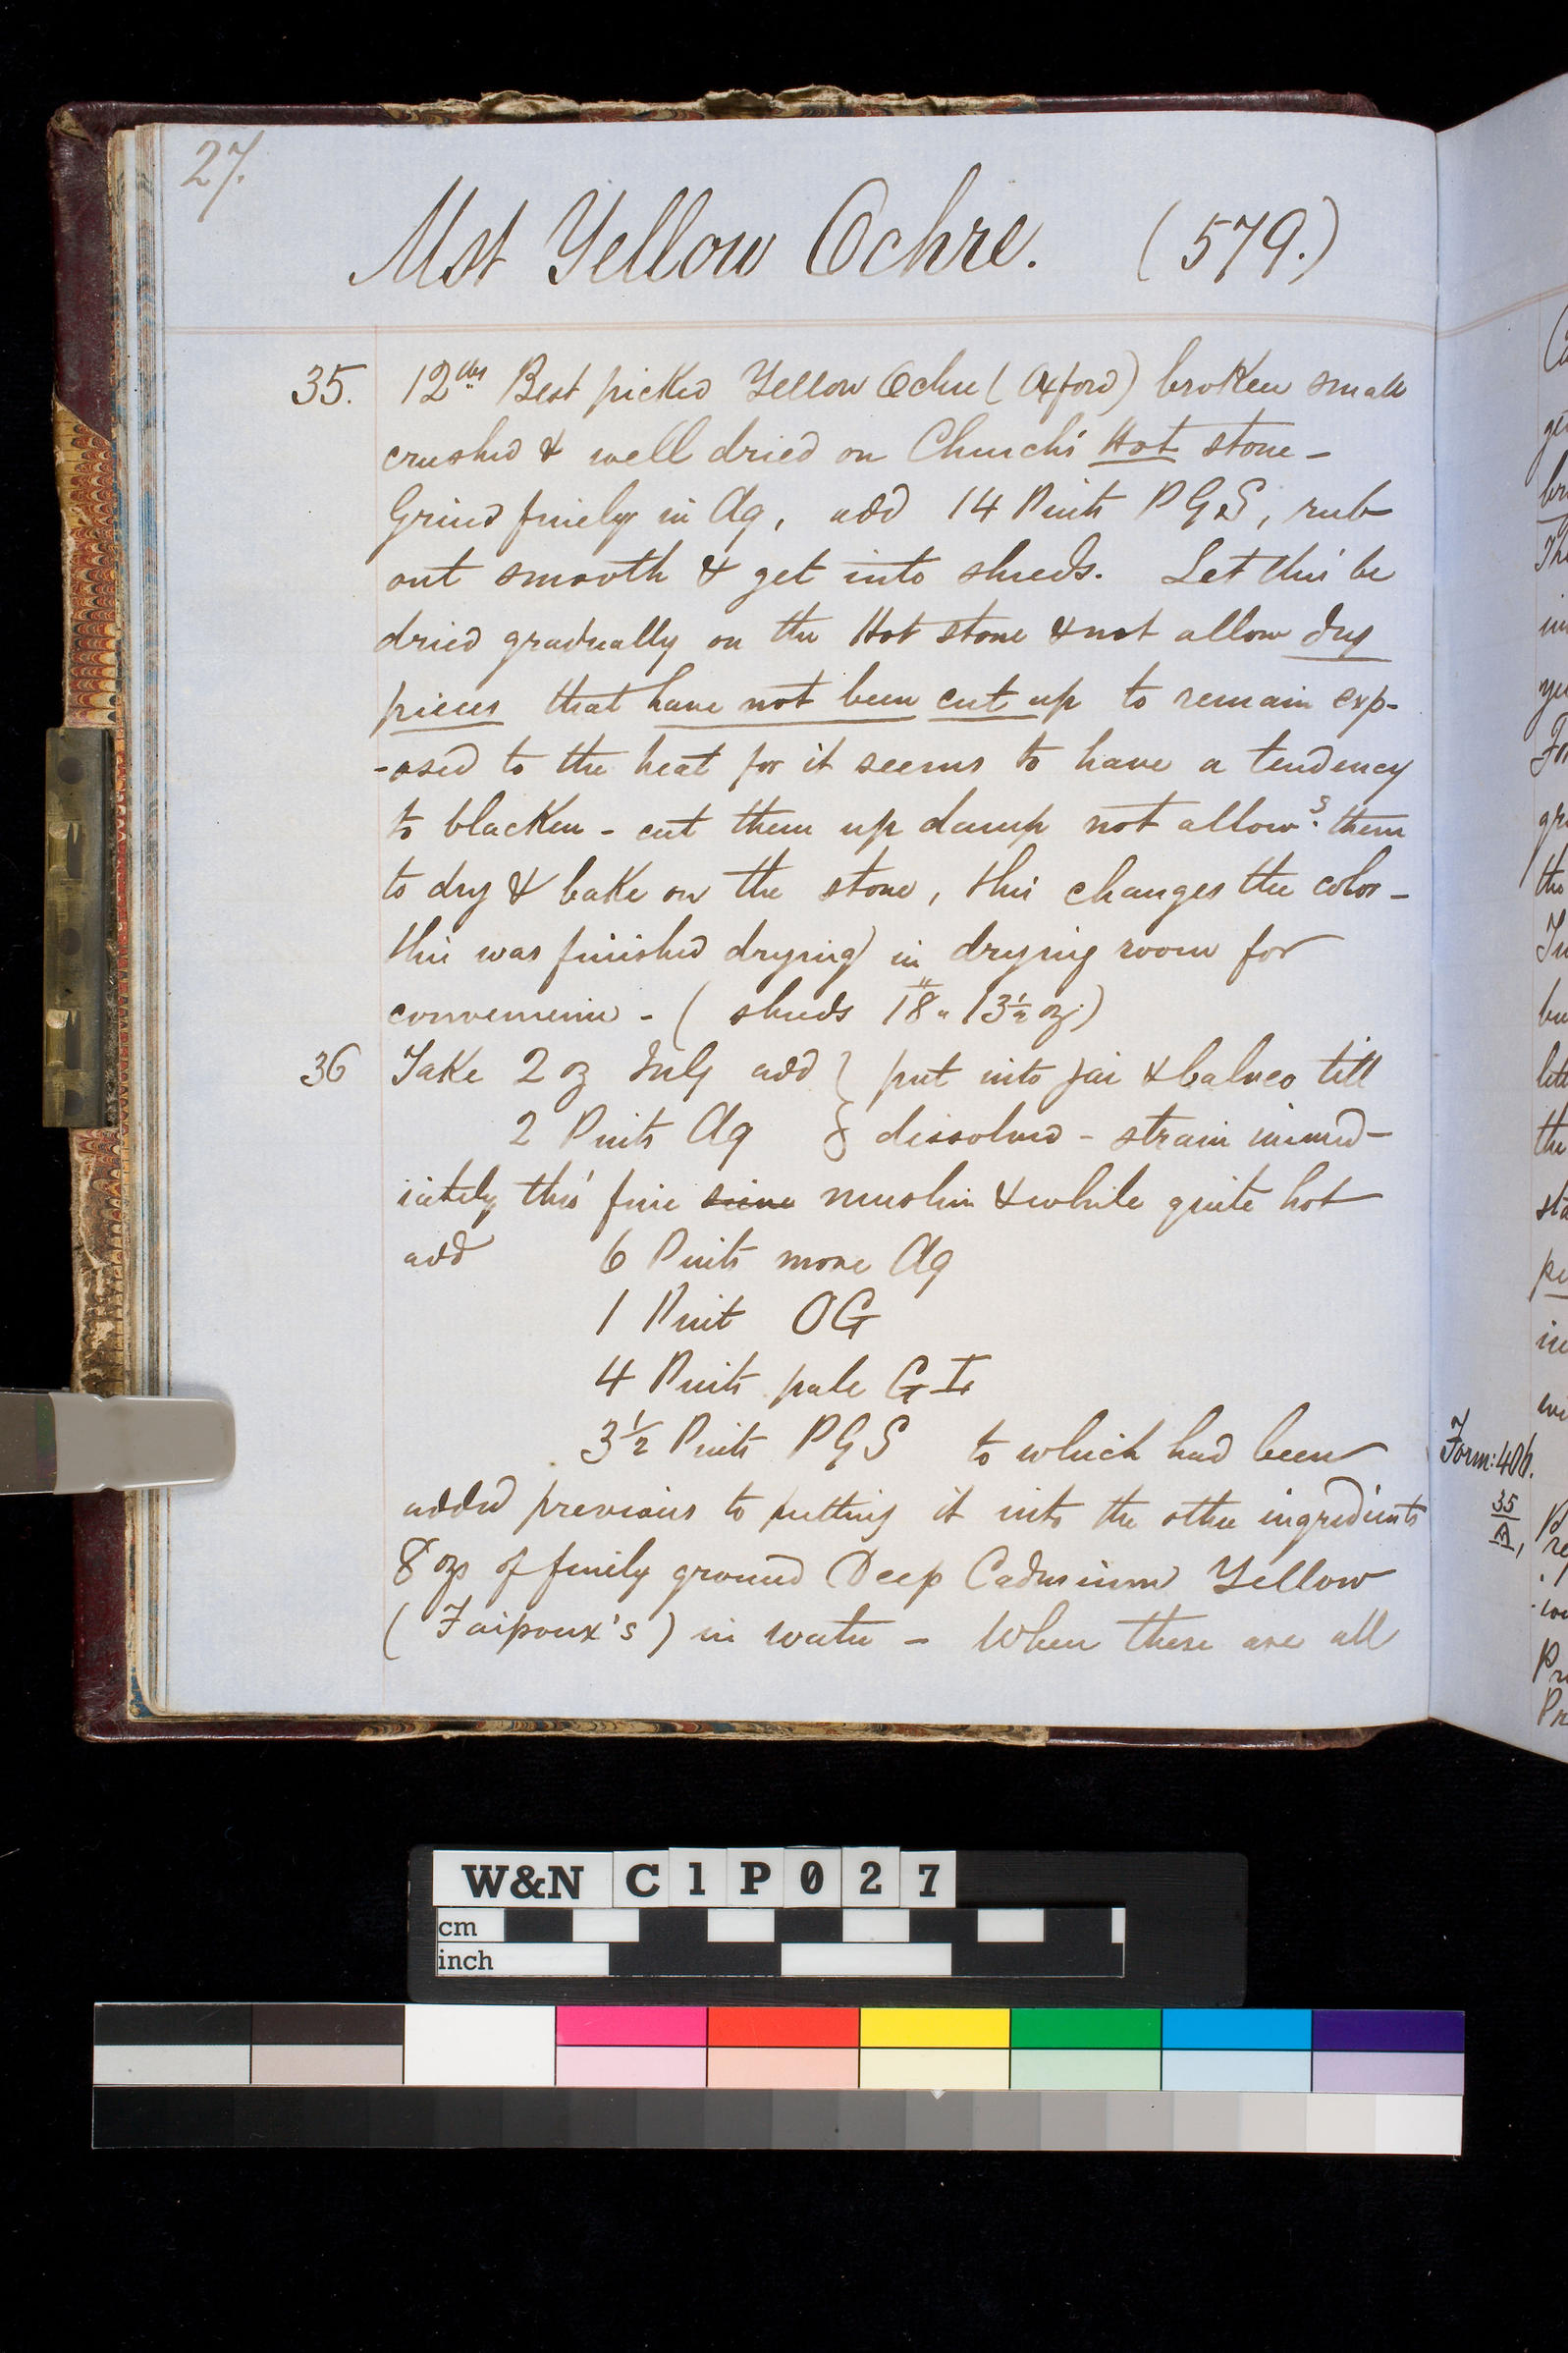 27.
Mst Yellow Ochre. (579.)
35. 12lbs Best picked Yellow Ochre (Oxford) broken small
crushed & well dried on Church's Hot stone -
Grind finely in Aq, add 14 Pints PGS, rub
out smooth & get into shreds. Let this be
dried gradually on the Hot stone & not allow dry
pieces that have not been cut up to remain exp-
-osed to the heat for it seems to have a tendency
to blacken - cut them up damp not allowg. them
to dry & bake on the stone, this changes the color -
this was finished drying in drying room for
convenience - (shreds 18 " 13½ oz)
36 Take 2 oz add } put into jar & balneo till
2 Pints Aq } dissolved - strain immed-
iately thro' fine sieve muslin & while quite hot
add 6 Pints more Aq
1 Pint OG
4 Pints pale G
3½ Pints PGS to which had been
added previous to putting it into the other ingredients
8 ozs of finely ground Deep Cadmium Yellow
(Faipoux's) in water - When these are all
Form: 406.
35
W&N C1P027
cm
inch